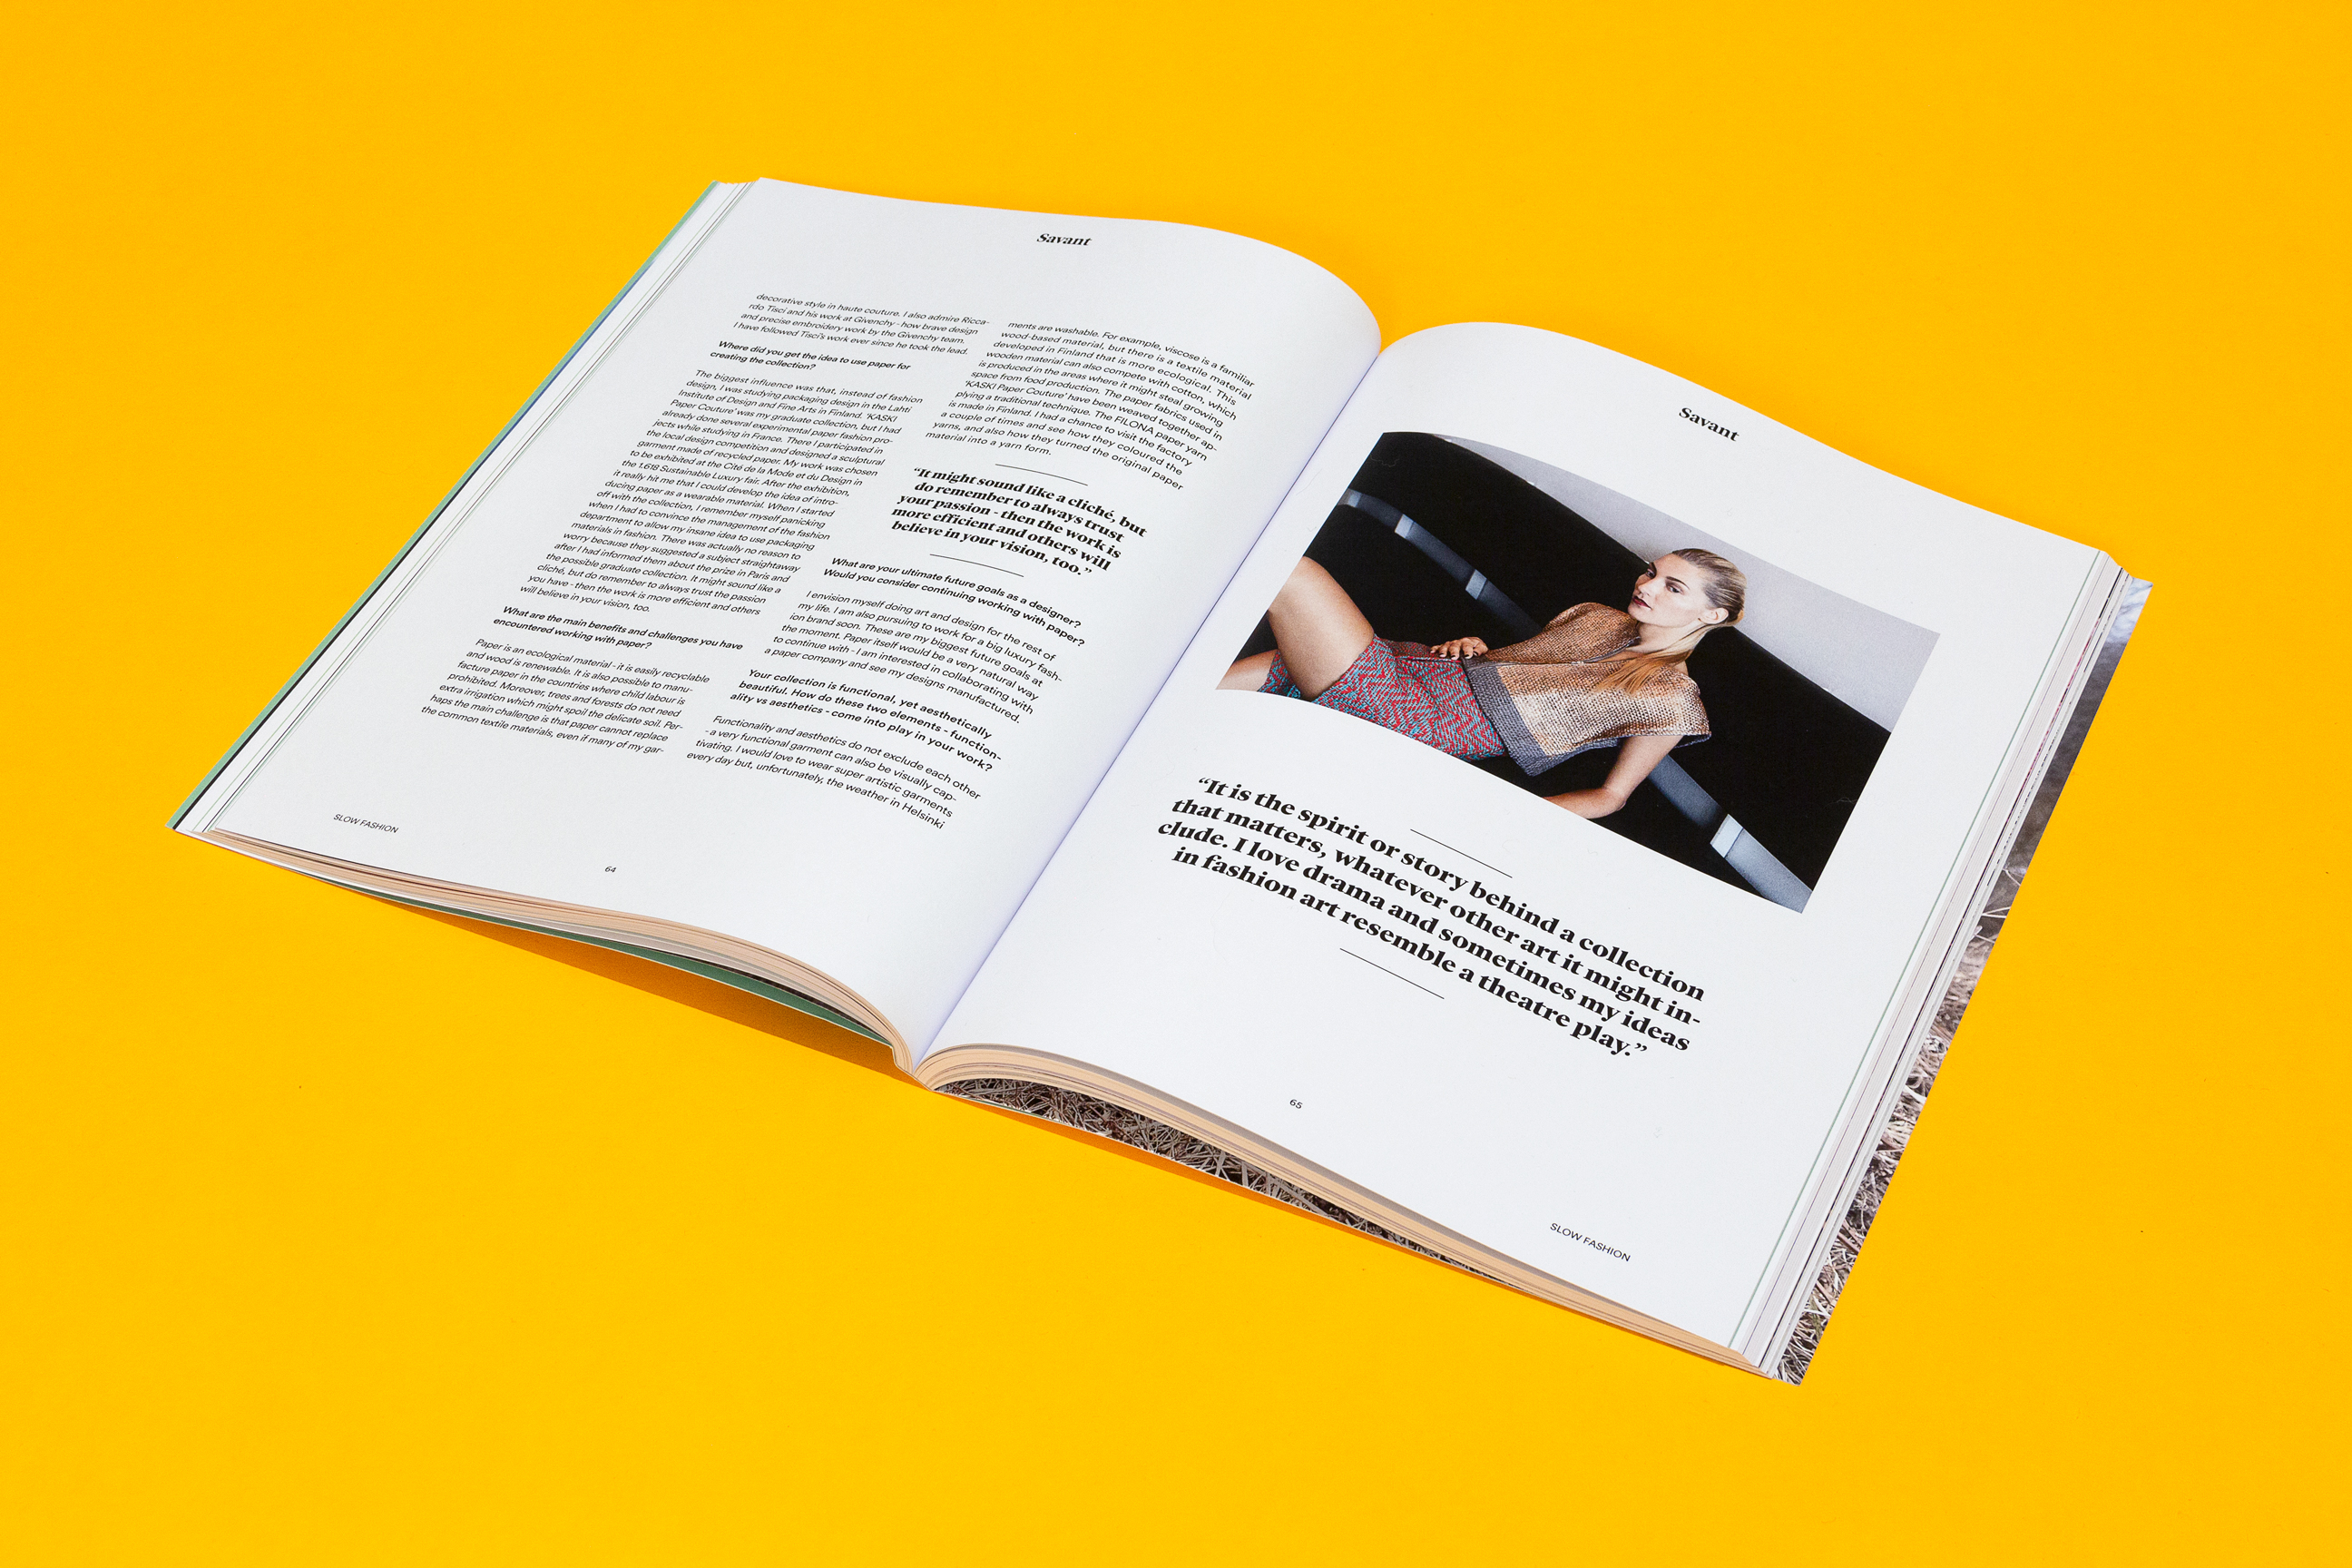 Savant
decorative style in haute couture. I also admire Ricca-
rdo Tisci and his work at Givenchy - how brave design
and precise embroidery work by the Givenchy team.
I have followed Tisci's work ever since he took the lead.
Where did you get the idea to use paper for
creating the collection?
The biggest influence was that, instead of fashion
design, I was studying packaging design in the Lahti
Institute of Design and Fine Arts in Finland. 'KASKI
Paper Couture' was my graduate collection, but I had
already done several experimental paper fashion pro-
jects while studying in France. There I participated in
the local design competition and designed a sculptural
garment made of recycled paper. My work was chosen
to be exhibited at the Cité de la Mode et du Design in
the 1.618 Sustainable Luxury fair. After the exhibition,
it really hit me that I could develop the idea of intro-
ducing paper as a wearable material. When I started
off with the collection, I remember myself panicking
when I had to convince the management of the fashion
department to allow my insane idea to use packaging
materials in fashion. There was actually no reason to
worry because they suggested a subject straightaway
after I had informed them about the prize in Paris and
the possible graduate collection. It might sound like a
cliché, but do remember to always trust the passion
you have - then the work is more efficient and others
will believe in your vision, too.
What are the main benefits and challenges you have
encountered working with paper?
Paper is an ecological material - it is easily recyclable
and wood is renewable. It is also possible to manu-
facture paper in the countries where child labour is
prohibited. Moreover, trees and forests do not need
extra irrigation which might spoil the delicate soil. Per-
haps the main challenge is that paper cannot replace
the common textile materials, even if many of my gar-
ments are washable. For example, viscose is a familiar
wood-based material, but there is a textile material
developed in Finland that is more ecological. This
wooden material can also compete with cotton, which
is produced in the areas where it might steal growing
space from food production. The paper fabrics used in
'KASKI Paper Couture' have been weaved together ap-
plying a traditional technique. The FILONA paper yarn
is made in Finland. I had a chance to visit the factory
a couple of times and see how they coloured the
yarns, and also how they turned the original paper
material into a yarn form.
“It might sound like a cliché, but
do remember to always trust
your passion - then the work is
more efficient and others will
believe in your vision, too.”
What are your ultimate future goals as a designer?
Would you consider continuing working with paper?
I envision myself doing art and design for the rest of
my life. I am also pursuing to work for a big luxury fash-
ion brand soon. These are my biggest future goals at
the moment. Paper itself would be a very natural way
to continue with - I am interested in collaborating with
a paper company and see my designs manufactured.
Your collection is functional, yet aesthetically
beautiful. How do these two elements - function-
ality vs aesthetics - come into play in your work?
Functionality and aesthetics do not exclude each other
- a very functional garment can also be visually cap-
tivating. I would love to wear super artistic garments
every day but, unfortunately, the weather in Helsinki
SLOW FASHION
64
Savant
“It is the spirit or story behind a collection
that matters, whatever other art it might in-
clude. I love drama and sometimes my ideas
in fashion art resemble a theatre play.”
65
SLOW FASHION